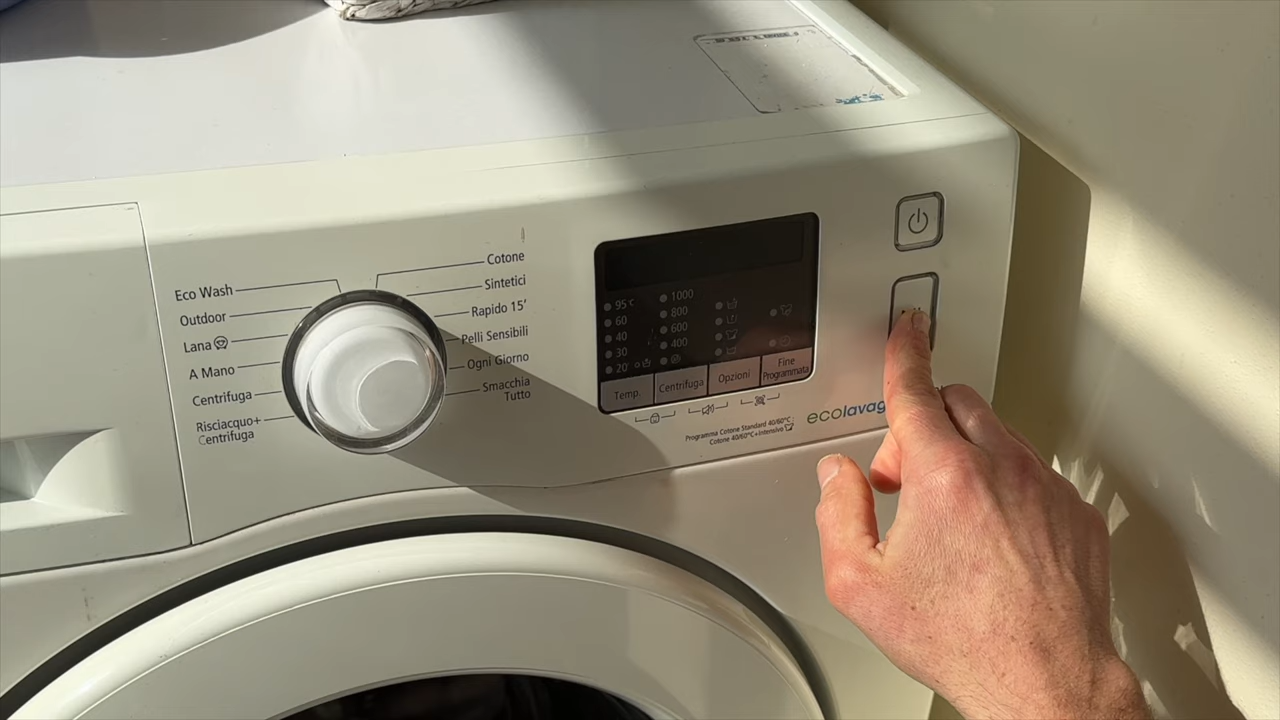 Eco Wash
Outdoor
Lana
A Mano
Centrifuga
Risciacquo+
Centrifuga
Cotone
Sintetici
Rapido 15'
Pelli Sensibili
Ogni Giorno
Smacchia
Tutto
95°C
60
40
30
20
1000
800
600
400
Temp.
Centrifuga
Opzioni
Fine
Programmata
Programma Cotone Standard 40/60°C :
Cotone 40/60°C+Intensivo
ecolavag